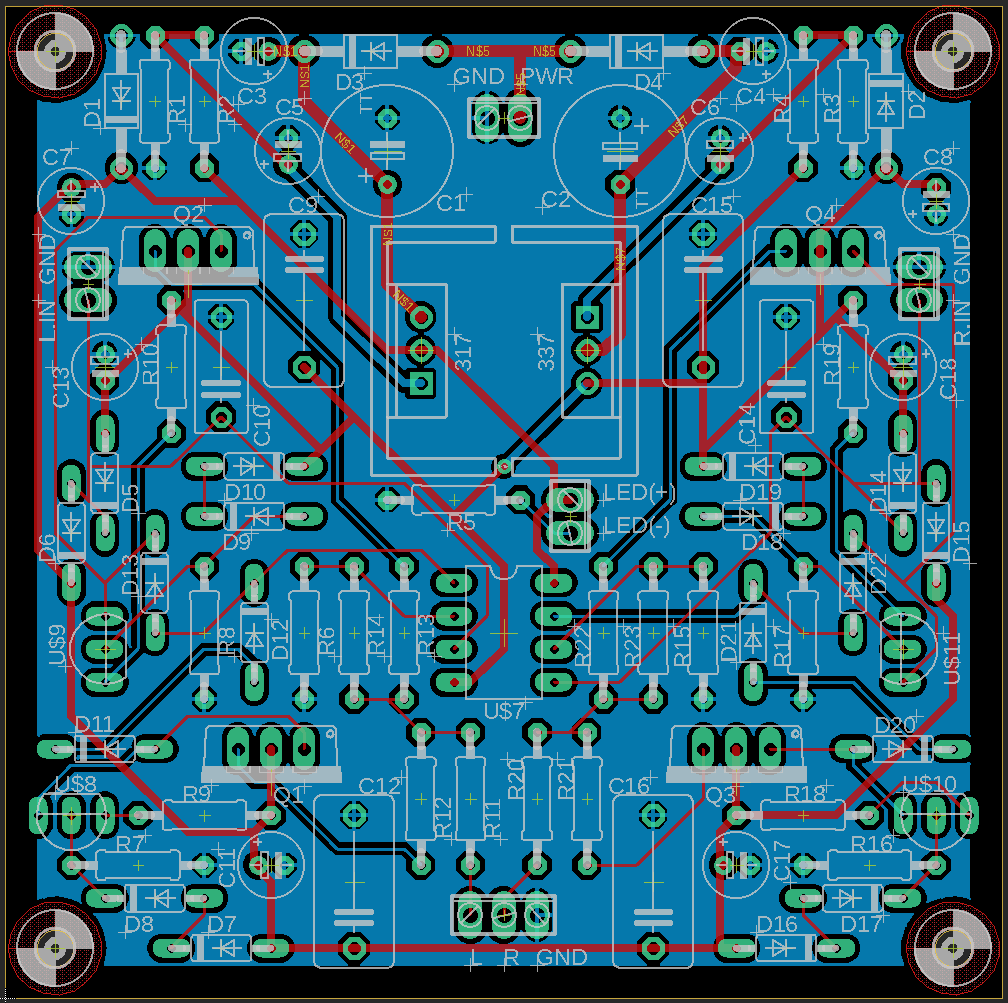 N$1
N$5
N$5
D3
GND PWR
D4
N$1
N$5
C3
C4
D1
R1
R2
R4
R3
D2
C5
C6
N$1
N$7
C7
C8
C1
C2
Q2
C9
C15
Q4
N$1
N$7
L.IN GND
R.IN GND
N$1
317
337
R10
R19
C13
C18
C10
C14
D10
D19
D5
D14
LED(+)
R5
LED(-)
D6
D9
D18
D15
D13
D22
U$9
R8
D12
R6
R14
R13
R22
R23
R15
D21
R17
U$11
U$7
D11
D20
U$8
U$10
R9
Q1
C12
R12
R11
R20
R21
C16
Q3
R18
R7
C11
C17
R16
D8
D7
D16
D17
L R GND